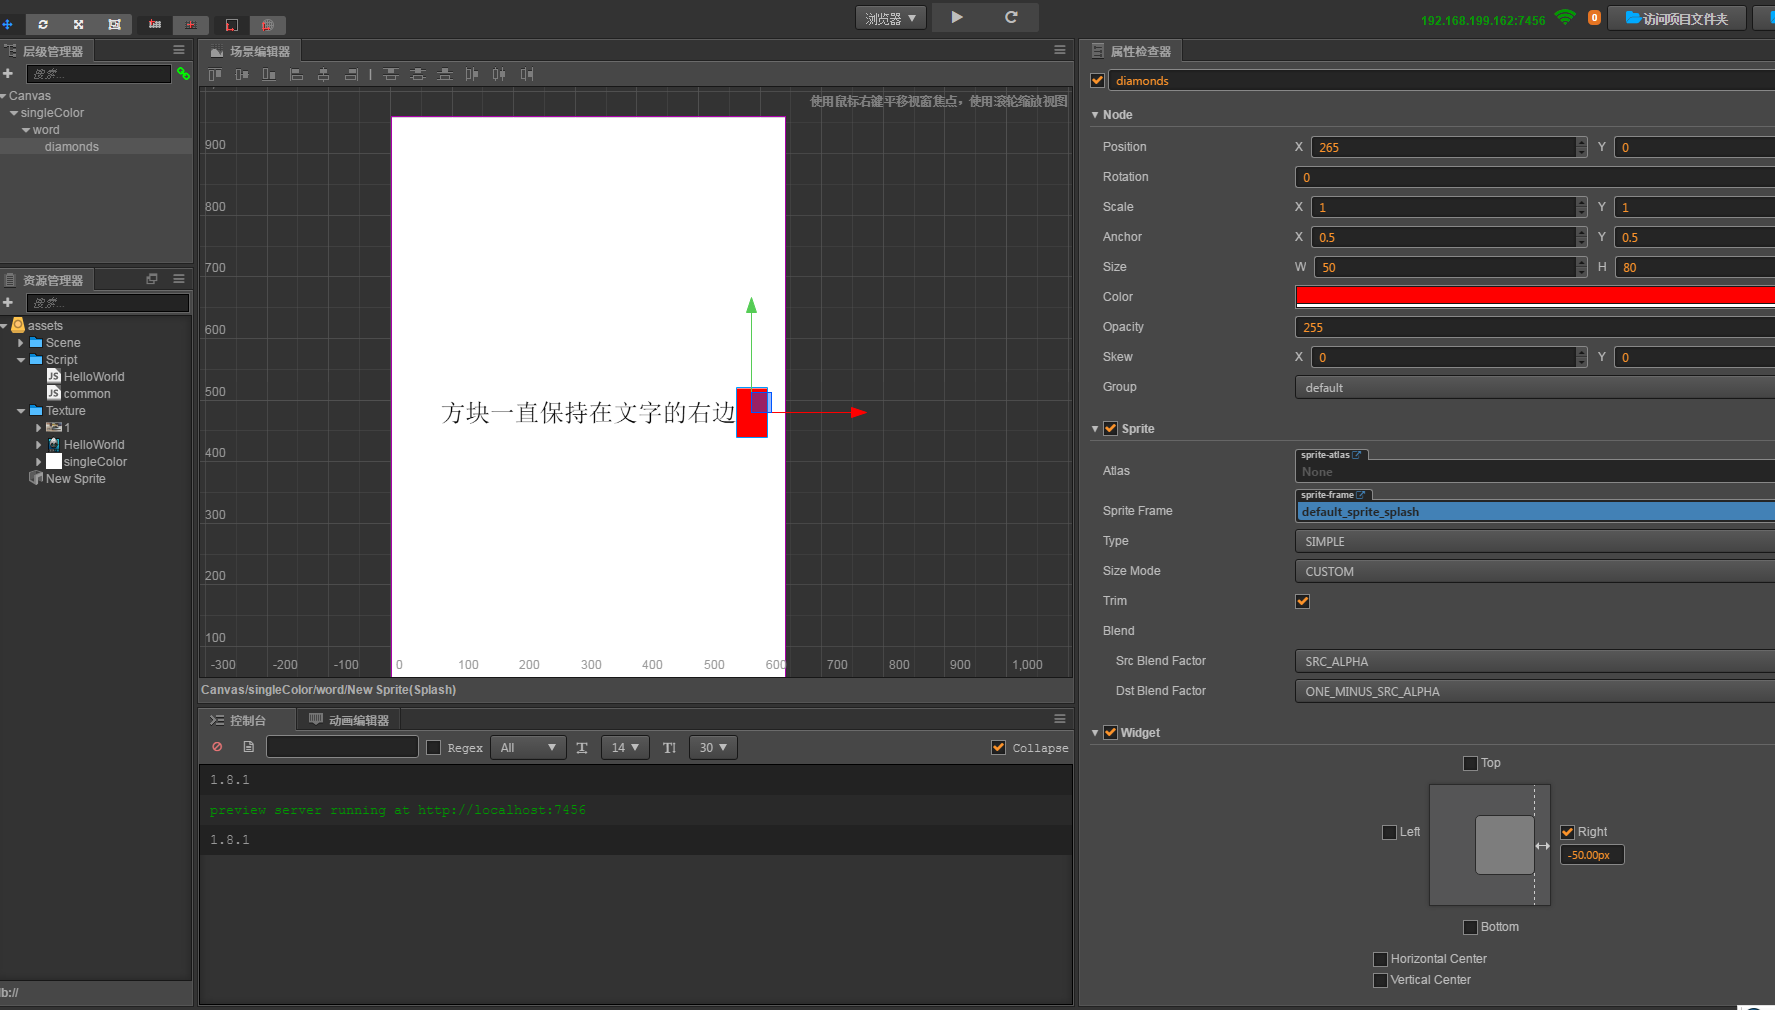 浏览器
192.168.199.162:7456
0
访问项目文件夹
层级管理器
搜索...
Canvas
singleColor
word
diamonds
资源管理器
搜索...
assets
Scene
Script
JS HelloWorld
JS common
Texture
1
HelloWorld
singleColor
New Sprite
场景编辑器
使用鼠标右键平移视窗焦点，使用滚轮缩放视图
900
800
700
600
500
400
300
200
100
方块一直保持在文字的右边
-300 -200 -100 0 100 200 300 400 500 600 700 800 900 1,000
Canvas/singleColor/word/New Sprite(Splash)
控制台
动画编辑器
Regex All 14 30 Collapse
1.8.1
preview server running at http://localhost:7456
1.8.1
属性检查器
diamonds
Node
Position X 265 Y 0
Rotation 0
Scale X 1 Y 1
Anchor X 0.5 Y 0.5
Size W 50 H 80
Color
Opacity 255
Skew X 0 Y 0
Group default
Sprite
sprite-atlas
Atlas None
sprite-frame
Sprite Frame default_sprite_splash
Type SIMPLE
Size Mode CUSTOM
Trim
Blend
Src Blend Factor SRC_ALPHA
Dst Blend Factor ONE_MINUS_SRC_ALPHA
Widget
Top
Left
Right
-50.00px
Bottom
Horizontal Center
Vertical Center